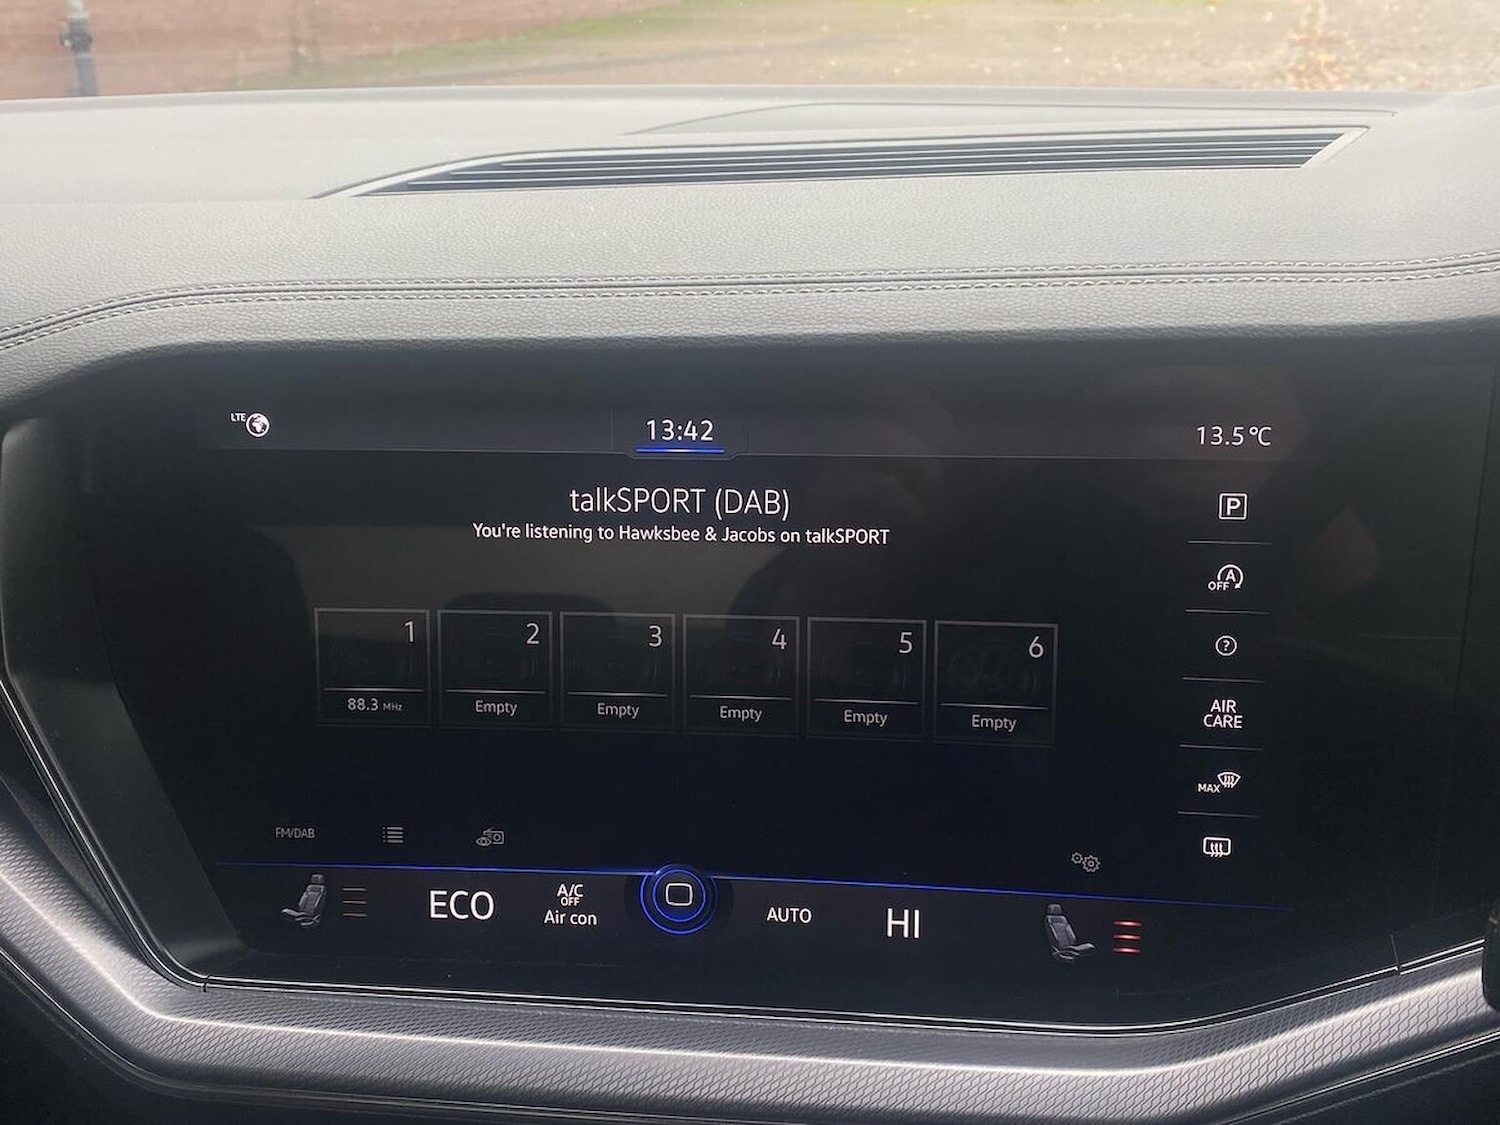 LTE
13:42
13.5°C
talkSPORT (DAB)
You're listening to Hawksbee & Jacobs on talkSPORT
P
A
OFF
?
1
2
3
4
5
6
88.3 MHz
Empty
Empty
Empty
Empty
Empty
AIR
CARE
MAX
FM/DAB
ECO
A/C
OFF
Air con
AUTO
HI